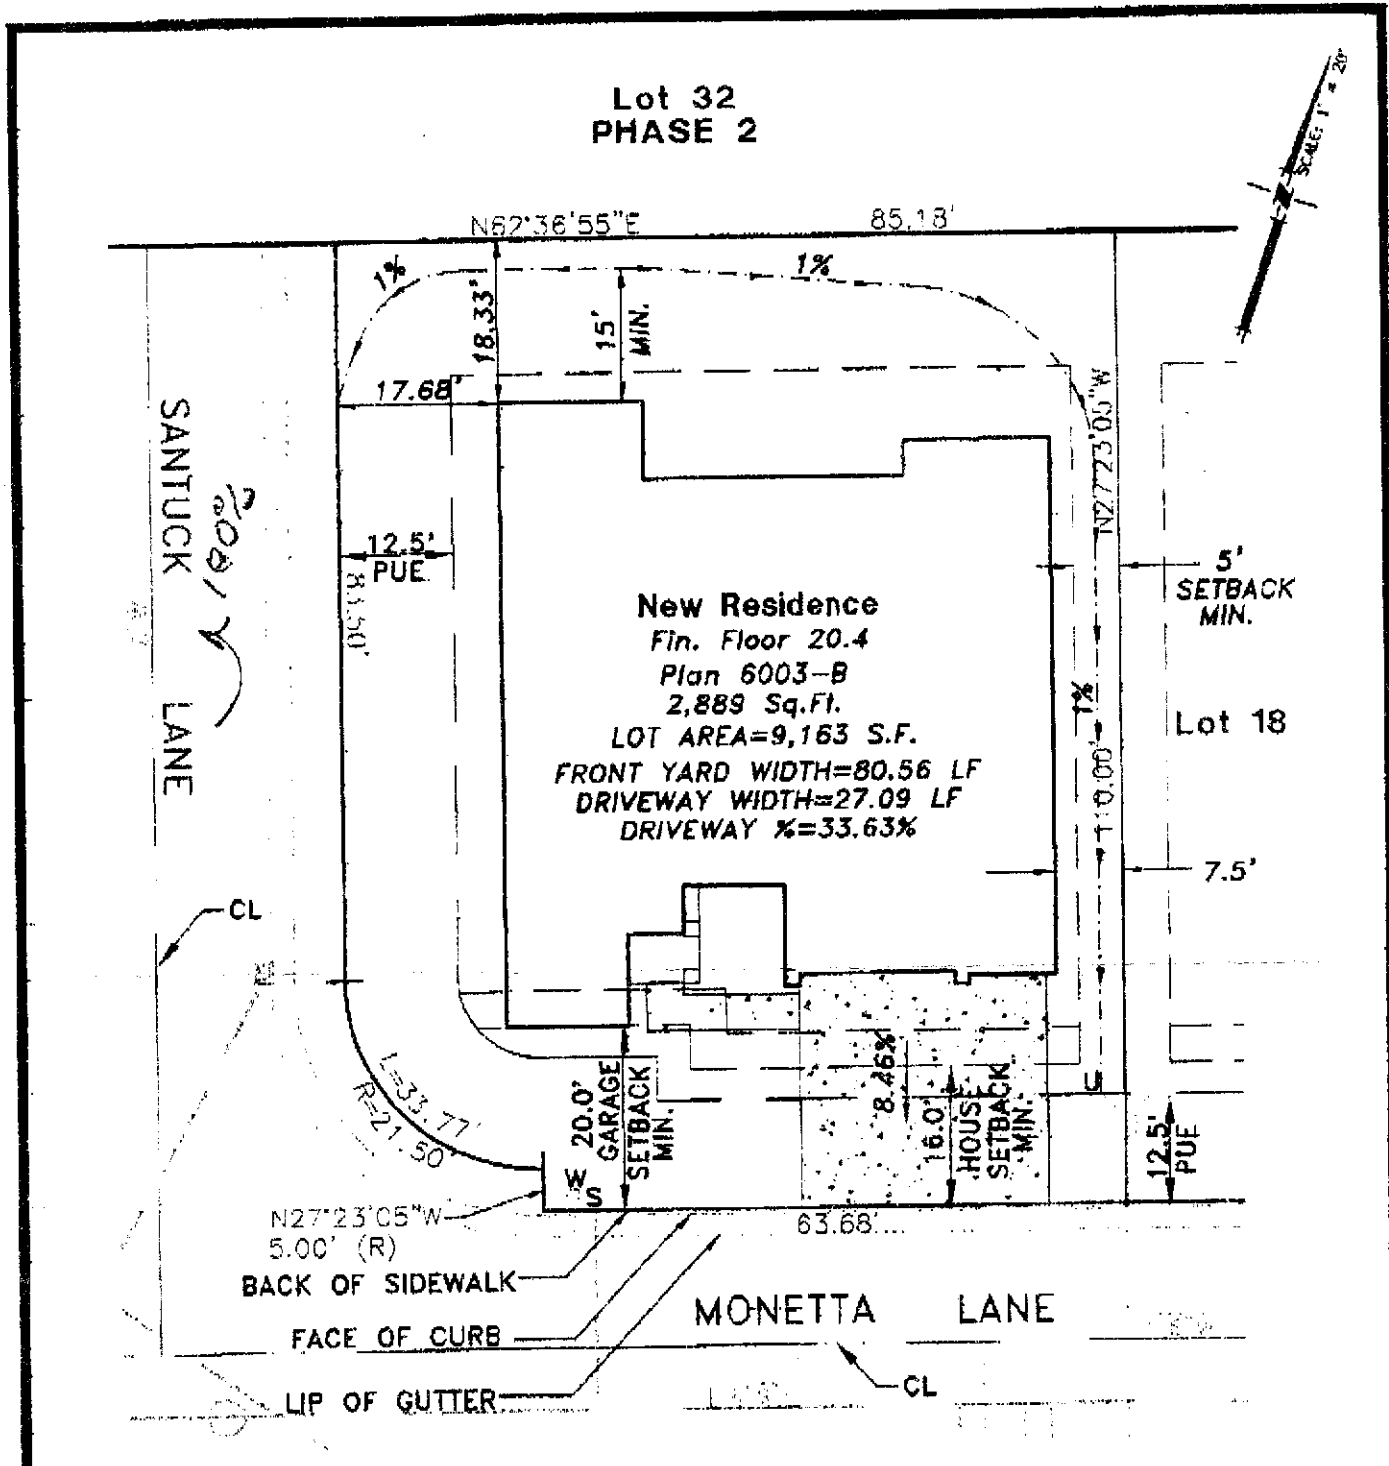 Lot 32
PHASE 2
SCALE: 1" = 20'
N62°36'55"E
85.18'
1%
1%
18.33'
15'
MIN.
17.68'
N27°23'05"W
SANTUCK LANE
12.5'
PUE
5'
SETBACK
MIN.
New Residence
Fin. Floor 20.4
Plan 6003-B
2,889 Sq.Ft.
LOT AREA=9,163 S.F.
FRONT YARD WIDTH=80.56 LF
DRIVEWAY WIDTH=27.09 LF
DRIVEWAY %=33.63%
1%
Lot 18
110.00'
7.5'
CL
L=33.77'
R=21.50'
20.0'
GARAGE
SETBACK
MIN.
8.46%
16.0'
HOUSE
SETBACK
MIN.
U
12.5'
PUE
W
S
N27°23'05"W
5.00' (R)
63.68'
BACK OF SIDEWALK
MONETTA LANE
FACE OF CURB
CL
LIP OF GUTTER